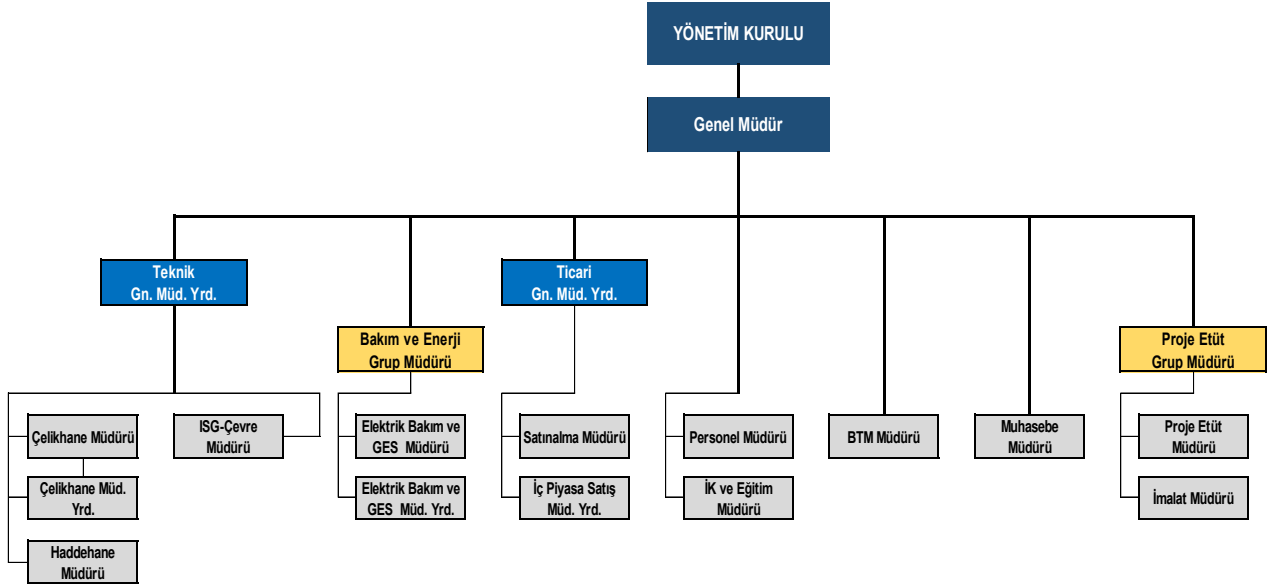 YÖNETİM KURULU
Genel Müdür
Teknik
Gn. Müd. Yrd.
Ticari
Gn. Müd. Yrd.
Bakım ve Enerji
Grup Müdürü
Proje Etüt
Grup Müdürü
Çelikhane Müdürü
ISG-Çevre
Müdürü
Elektrik Bakım ve
GES Müdürü
Satınalma Müdürü
Personel Müdürü
BTM Müdürü
Muhasebe
Müdürü
Proje Etüt
Müdürü
Çelikhane Müd.
Yrd.
Elektrik Bakım ve
GES Müd. Yrd.
İç Piyasa Satış
Müd. Yrd.
İK ve Eğitim
Müdürü
İmalat Müdürü
Haddehane
Müdürü